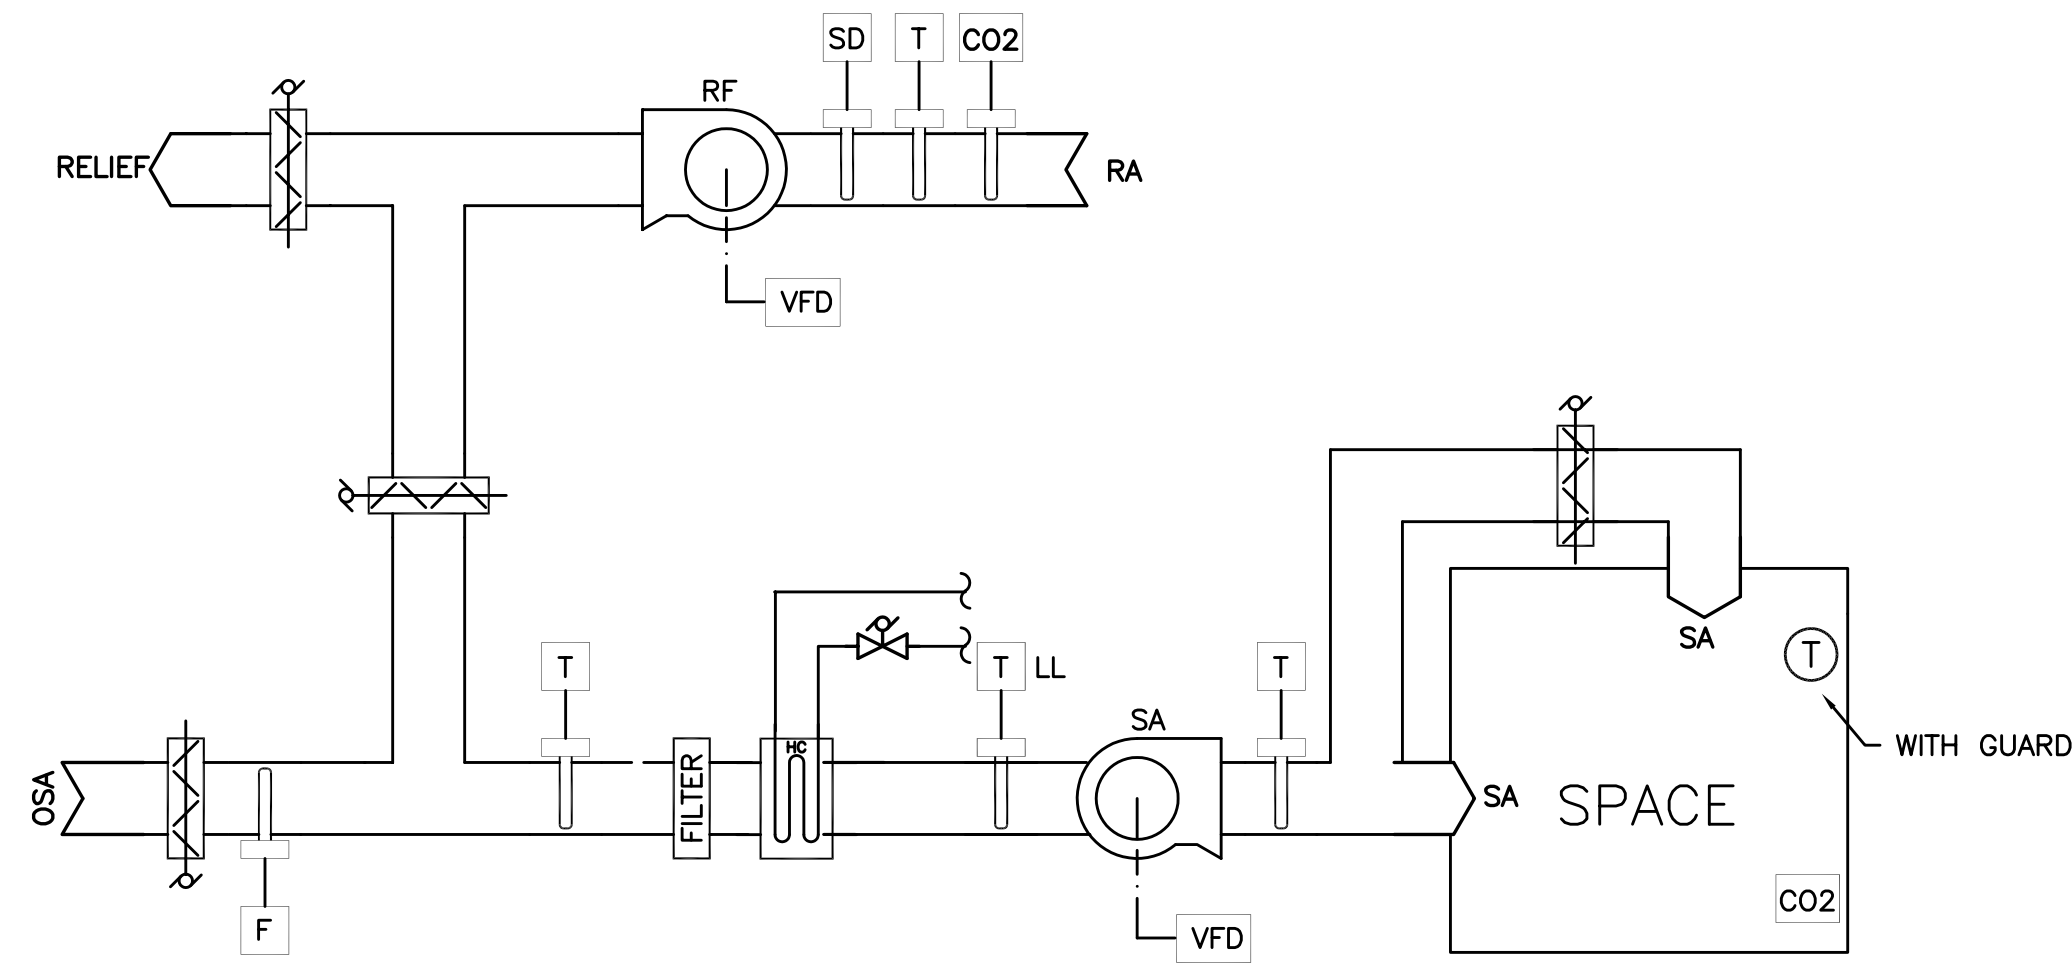 SD
T
CO2
RF
RELIEF
RA
VFD
SA
T
T
T LL
T
WITH GUARD
HC
SA
OSA
FILTER
SA
SPACE
CO2
F
VFD